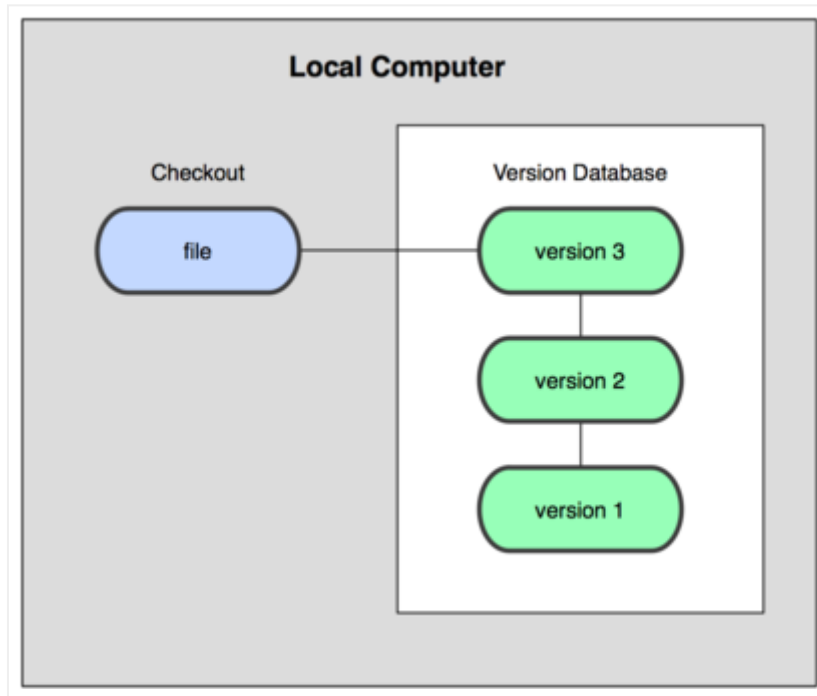 Local Computer
Checkout
Version Database
file
version 3
version 2
version 1